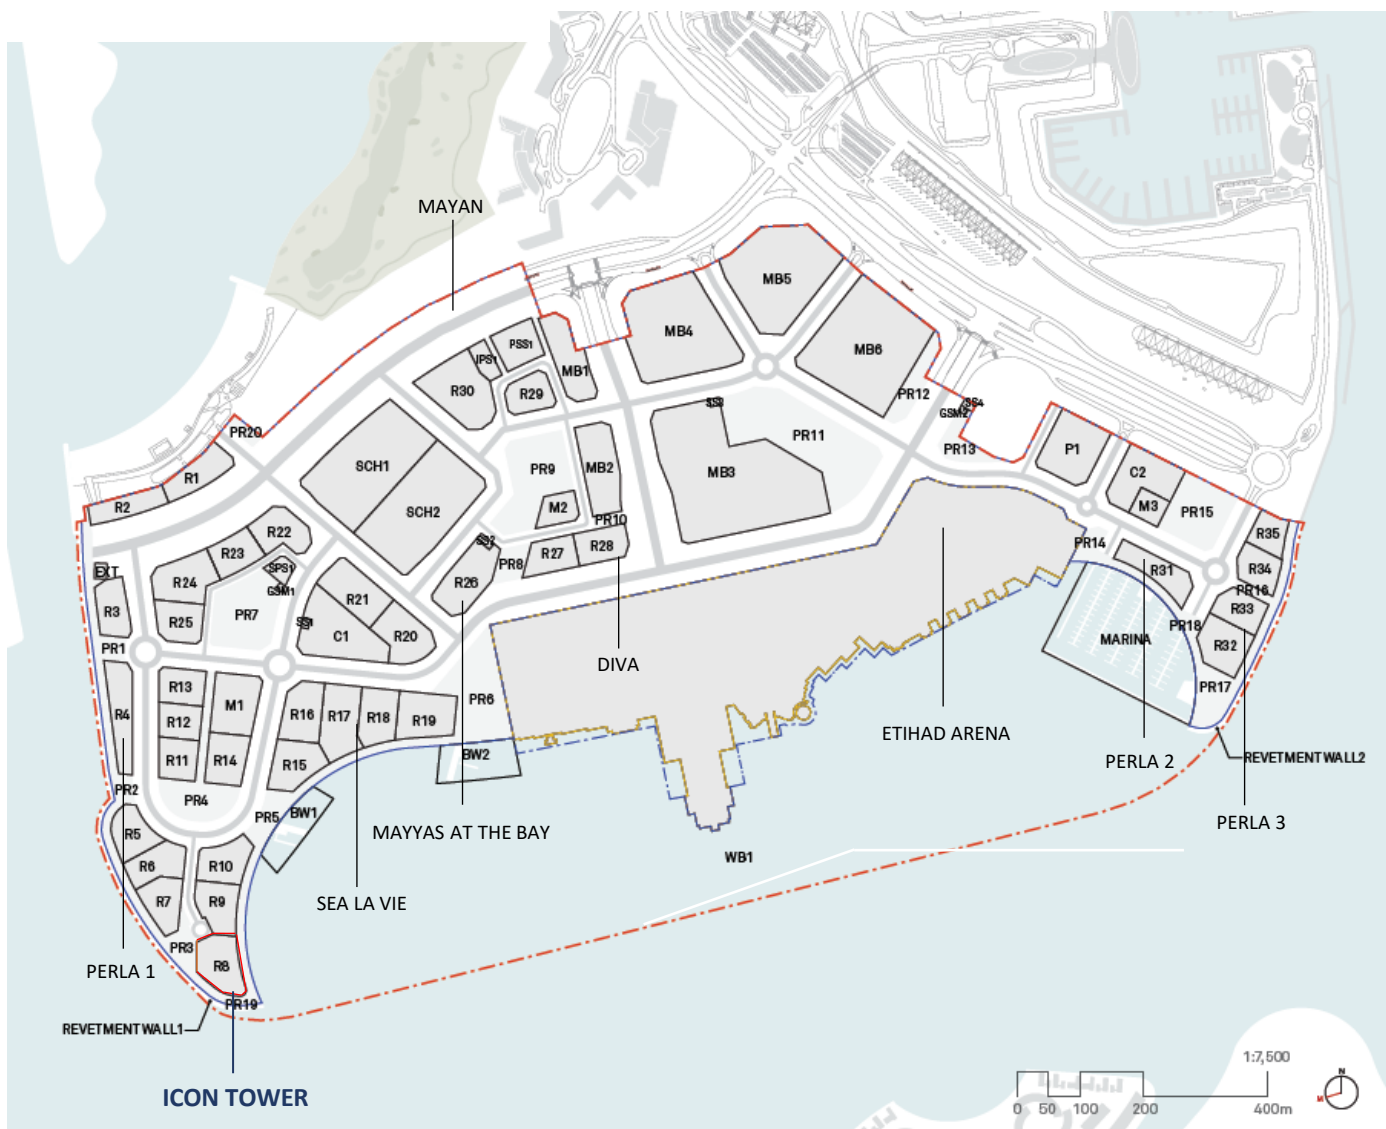 MAYAN
MB5
MB4
MB6
IPS1
PSS1
MB1
R30
R29
PR12
SS3
SS4
GSM2
PR20
PR11
PR13
P1
R1
SCH1
PR9
MB2
MB3
C2
R2
SCH2
M2
M3
PR15
PR10
R22
R23
SS2
R27
R28
PR14
R35
EXT
SPS1
PR8
R24
GSM1
R26
R31
R34
PR16
R3
R21
R33
R25
PR7
SS1
C1
R20
PR18
MARINA
R32
PR1
DIVA
R13
PR6
PR17
M1
R4
R16
R17
R18
R19
R12
ETIHAD ARENA
R11
R14
R15
BW2
PERLA 2
REVETMENT WALL2
PR2
PR4
PR5
BW1
R5
MAYYAS AT THE BAY
PERLA 3
R6
R10
WB1
R7
R9
SEA LA VIE
PR3
PERLA 1
R8
PR19
REVETMENT WALL1
ICON TOWER
1:7,500
N
0 50 100 200 400m